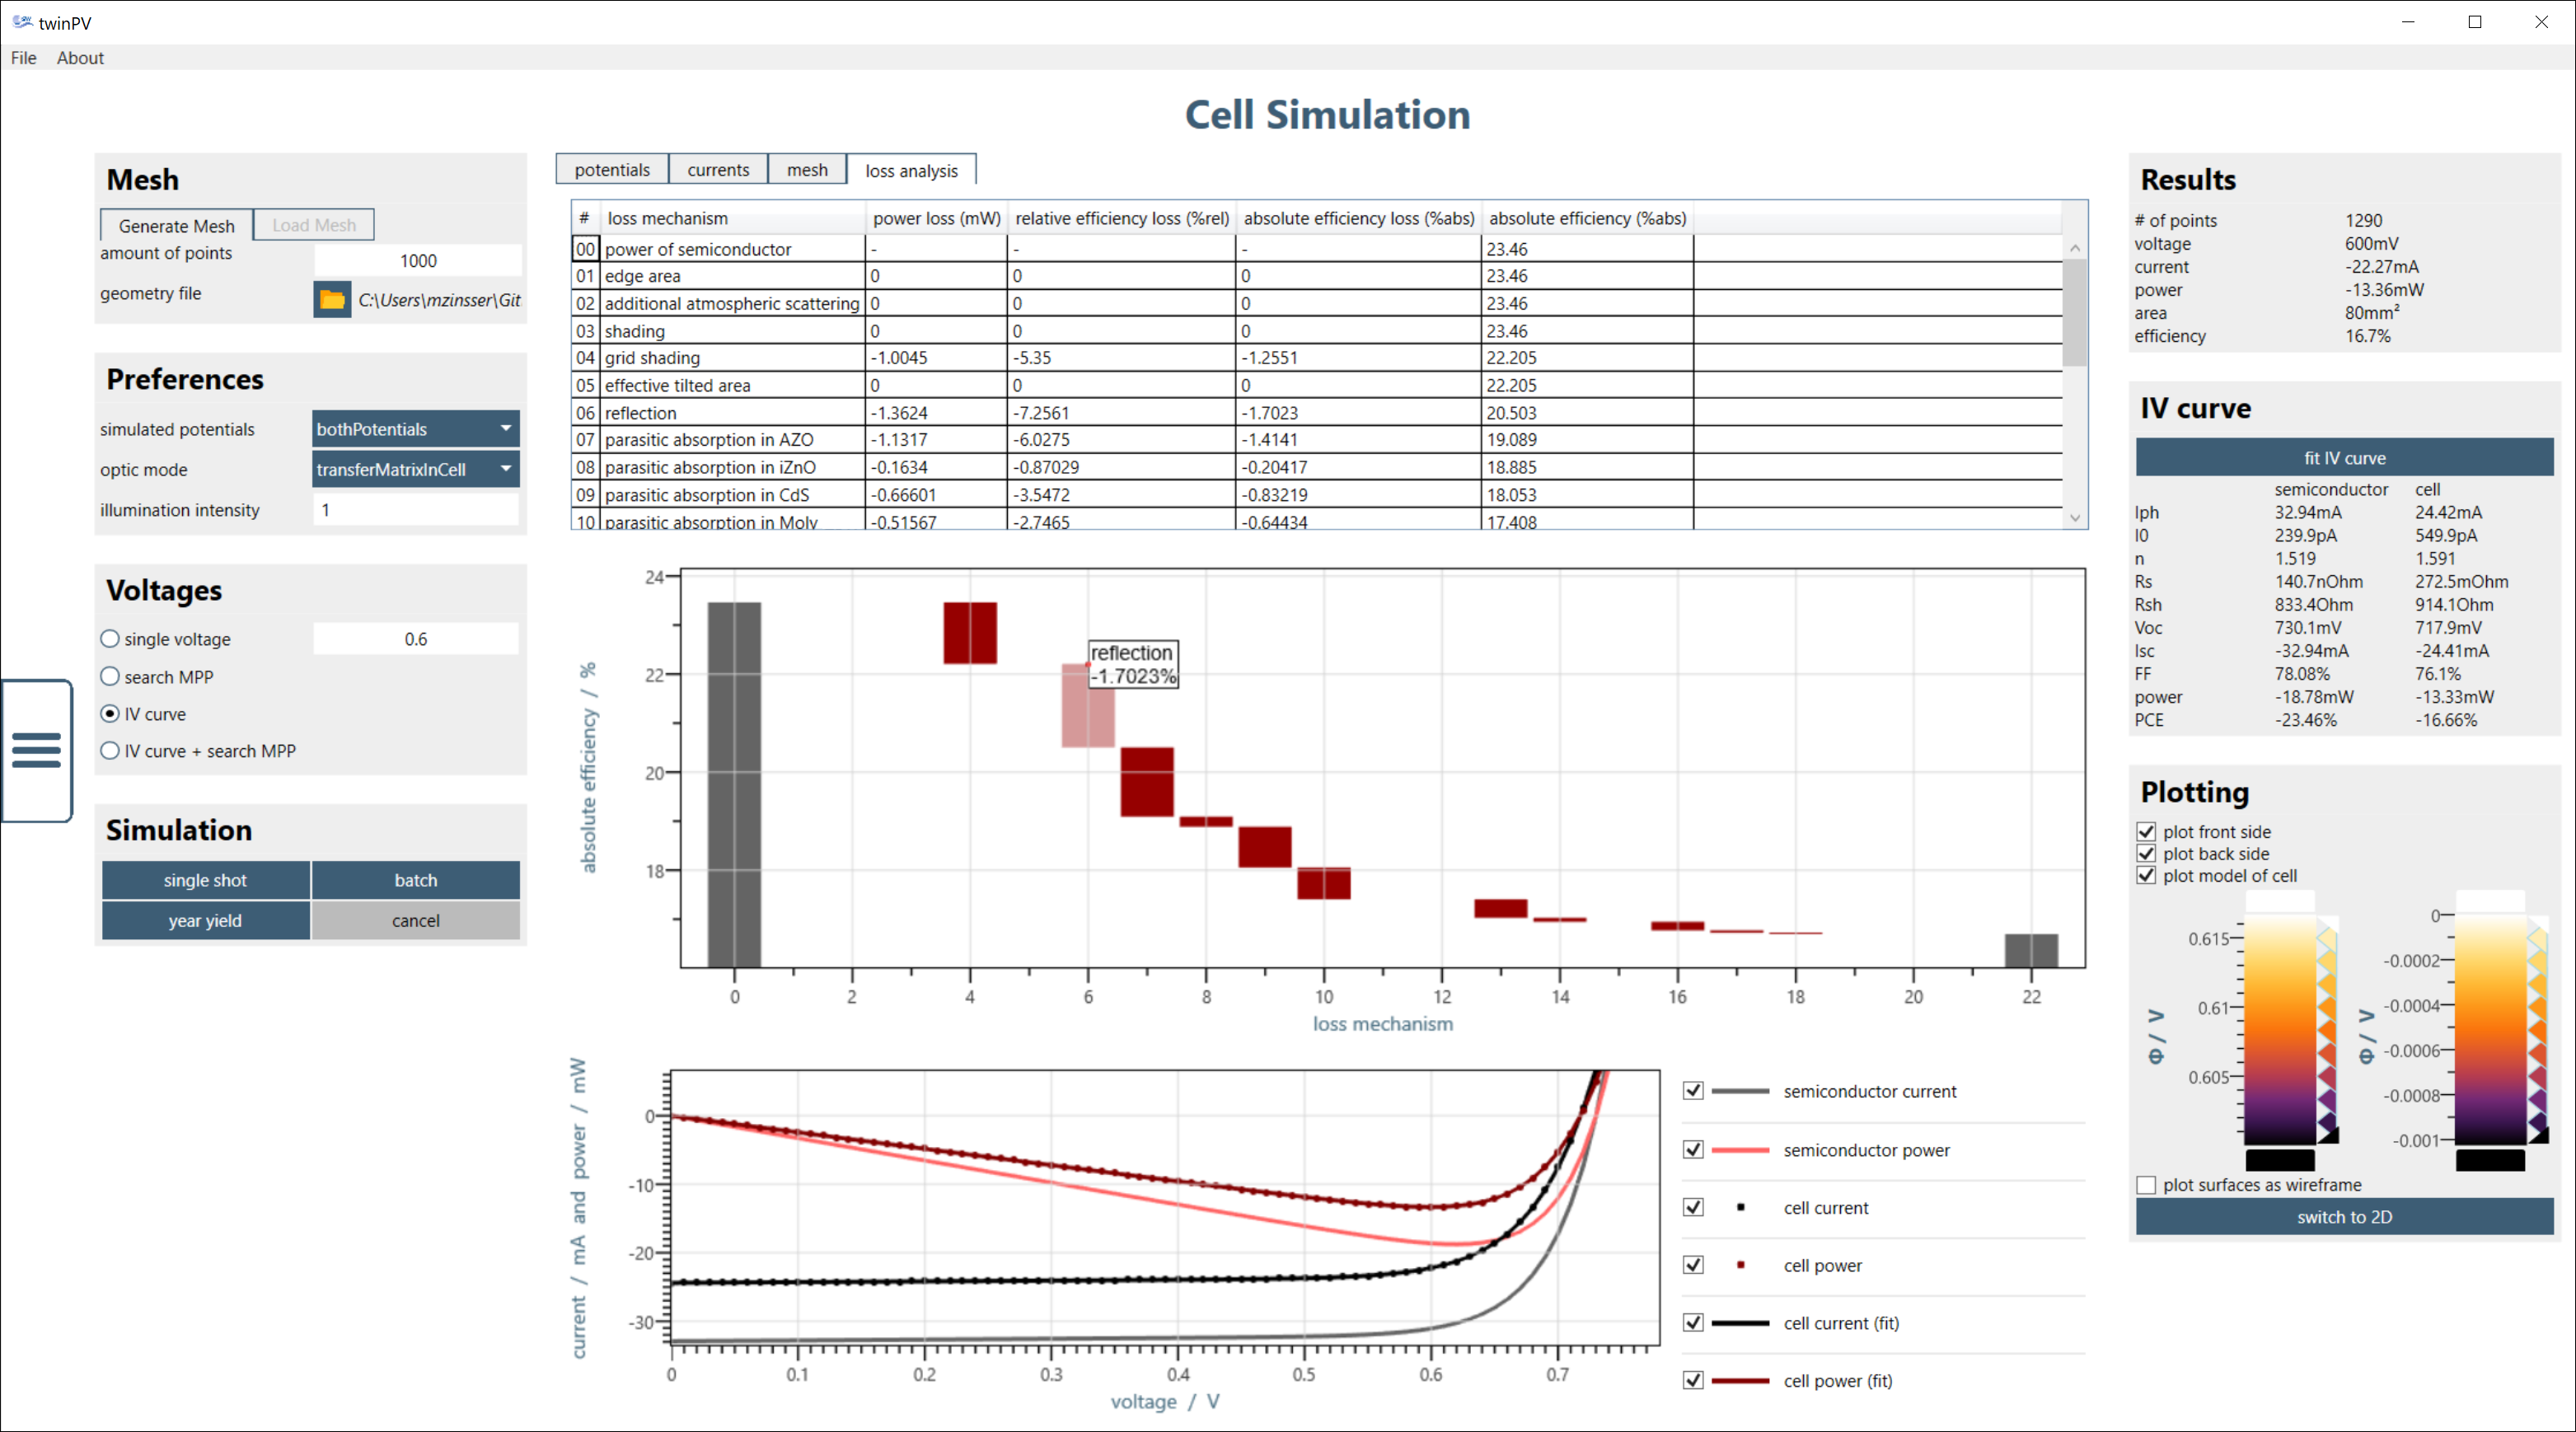 twinPV
File About
Cell Simulation
Mesh
Generate Mesh Load Mesh
amount of points 1000
geometry file C:\Users\mzinsser\Git
Preferences
simulated potentials bothPotentials
optic mode transferMatrixInCell
illumination intensity 1
Voltages
single voltage 0.6
search MPP
IV curve
IV curve + search MPP
Simulation
single shot batch
year yield cancel
potentials currents mesh loss analysis
# loss mechanism power loss (mW) relative efficiency loss (%rel) absolute efficiency loss (%abs) absolute efficiency (%abs)
00 power of semiconductor - - - 23.46
01 edge area 0 0 0 23.46
02 additional atmospheric scattering 0 0 0 23.46
03 shading 0 0 0 23.46
04 grid shading -1.0045 -5.35 -1.2551 22.205
05 effective tilted area 0 0 0 22.205
06 reflection -1.3624 -7.2561 -1.7023 20.503
07 parasitic absorption in AZO -1.1317 -6.0275 -1.4141 19.089
08 parasitic absorption in iZnO -0.1634 -0.87029 -0.20417 18.885
09 parasitic absorption in CdS -0.66601 -3.5472 -0.83219 18.053
10 parasitic absorption in Moly -0.51567 -2.7465 -0.64434 17.408
absolute efficiency / %
24
22
20
18
reflection
-1.7023%
0 2 4 6 8 10 12 14 16 18 20 22
loss mechanism
current / mA and power / mW
0
-10
-20
-30
0 0.1 0.2 0.3 0.4 0.5 0.6 0.7
voltage / V
semiconductor current
semiconductor power
cell current
cell power
cell current (fit)
cell power (fit)
Results
# of points 1290
voltage 600mV
current -22.27mA
power -13.36mW
area 80mm²
efficiency 16.7%
IV curve
fit IV curve
semiconductor cell
Iph 32.94mA 24.42mA
I0 239.9pA 549.9pA
n 1.519 1.591
Rs 140.7nOhm 272.5mOhm
Rsh 833.4Ohm 914.1Ohm
Voc 730.1mV 717.9mV
Isc -32.94mA -24.41mA
FF 78.08% 76.1%
power -18.78mW -13.33mW
PCE -23.46% -16.66%
Plotting
plot front side
plot back side
plot model of cell
Φ / V
0.615
0.61
0.605
Φ / V
0
-0.0002
-0.0004
-0.0006
-0.0008
-0.001
plot surfaces as wireframe
switch to 2D